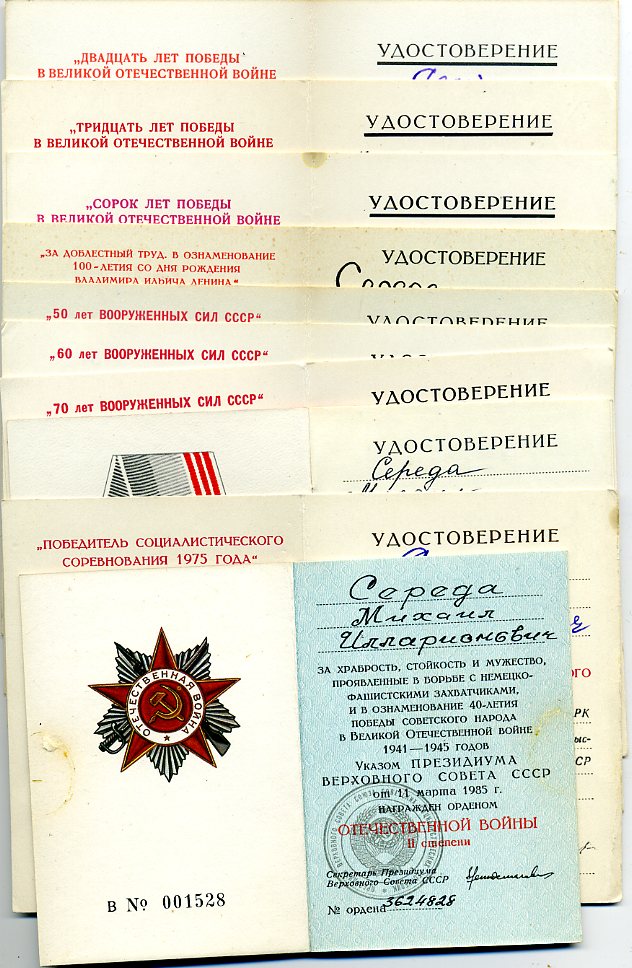 „ДВАДЦАТЬ ЛЕТ ПОБЕДЫ
В ВЕЛИКОЙ ОТЕЧЕСТВЕННОЙ ВОЙНЕ
УДОСТОВЕРЕНИЕ
„ТРИДЦАТЬ ЛЕТ ПОБЕДЫ
В ВЕЛИКОЙ ОТЕЧЕСТВЕННОЙ ВОЙНЕ
УДОСТОВЕРЕНИЕ
„СОРОК ЛЕТ ПОБЕДЫ
В ВЕЛИКОЙ ОТЕЧЕСТВЕННОЙ ВОЙНЕ
УДОСТОВЕРЕНИЕ
„ЗА ДОБЛЕСТНЫЙ ТРУД. В ОЗНАМЕНОВАНИЕ
100-ЛЕТИЯ СО ДНЯ РОЖДЕНИЯ
ВЛАДИМИРА ИЛЬИЧА ЛЕНИНА“
УДОСТОВЕРЕНИЕ
Середа
„50 лет ВООРУЖЕННЫХ СИЛ СССР“
УДОСТОВЕРЕНИЕ
„60 лет ВООРУЖЕННЫХ СИЛ СССР“
„70 лет ВООРУЖЕННЫХ СИЛ СССР“
УДОСТОВЕРЕНИЕ
УДОСТОВЕРЕНИЕ
Середа
„ПОБЕДИТЕЛЬ СОЦИАЛИСТИЧЕСКОГО
СОРЕВНОВАНИЯ 1975 ГОДА“
УДОСТОВЕРЕНИЕ
ОТЕЧЕСТВЕННАЯ ВОЙНА
В № 001528
Середа
Михаил
Илларионович
ЗА ХРАБРОСТЬ, СТОЙКОСТЬ И МУЖЕСТВО,
ПРОЯВЛЕННЫЕ В БОРЬБЕ С НЕМЕЦКО-
ФАШИСТСКИМИ ЗАХВАТЧИКАМИ,
И В ОЗНАМЕНОВАНИЕ 40-ЛЕТИЯ
ПОБЕДЫ СОВЕТСКОГО НАРОДА
В ВЕЛИКОЙ ОТЕЧЕСТВЕННОЙ ВОЙНЕ
1941—1945 ГОДОВ
УКАЗОМ ПРЕЗИДИУМА
ВЕРХОВНОГО СОВЕТА СССР
от 11 марта 1985 г.
НАГРАЖДЕН ОРДЕНОМ
ОТЕЧЕСТВЕННОЙ ВОЙНЫ
II степени
Секретарь Президиума
Верховного Совета СССР
№ ордена 3624828